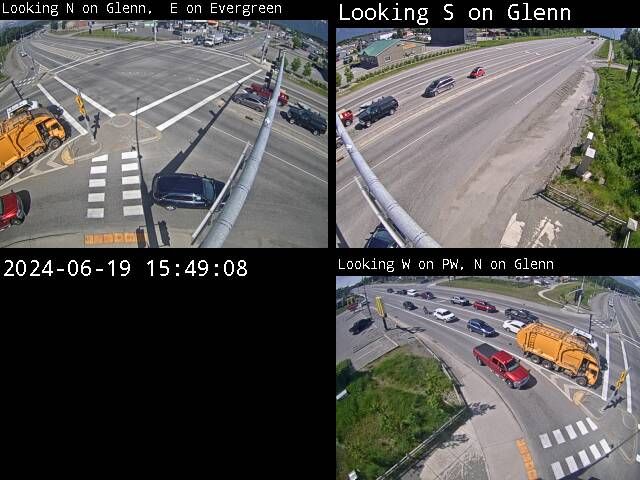 Looking N on Glenn,  E on Evergreen
Looking S on Glenn
2024-06-19 15:49:08
Looking W on PW, N on Glenn